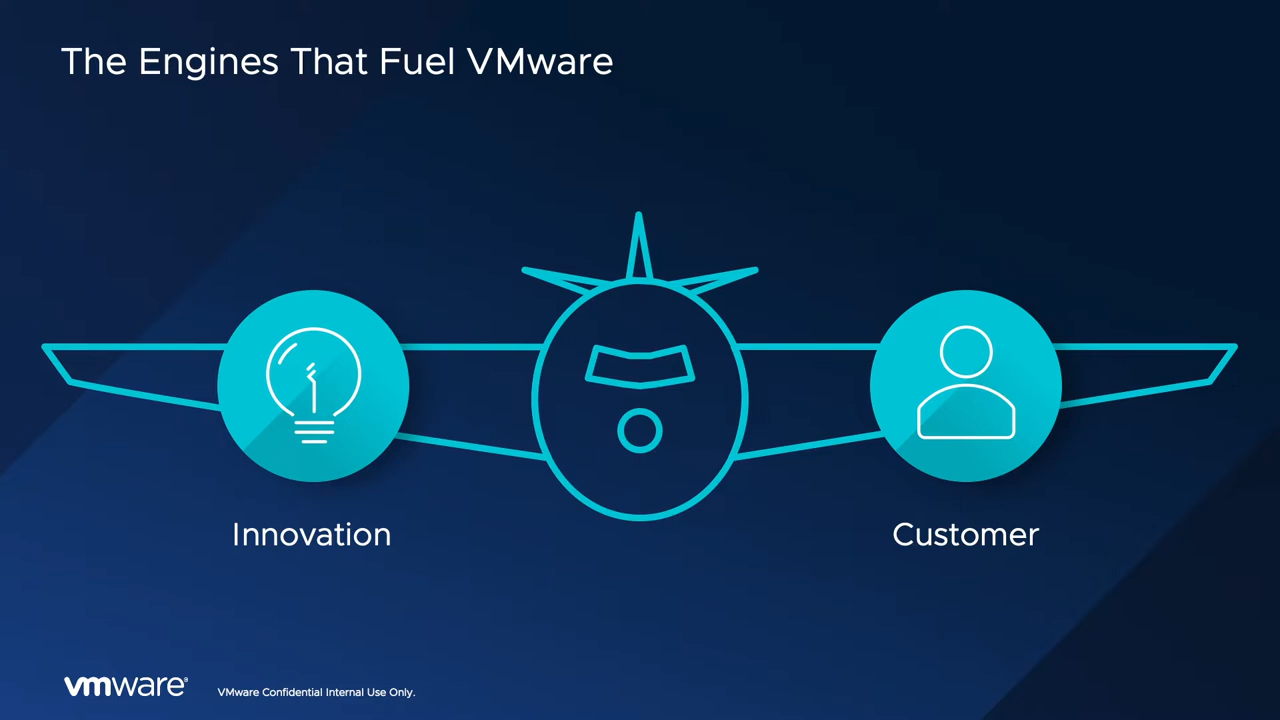 The Engines That Fuel VMware
Innovation
Customer
vmware®
VMware Confidential Internal Use Only.